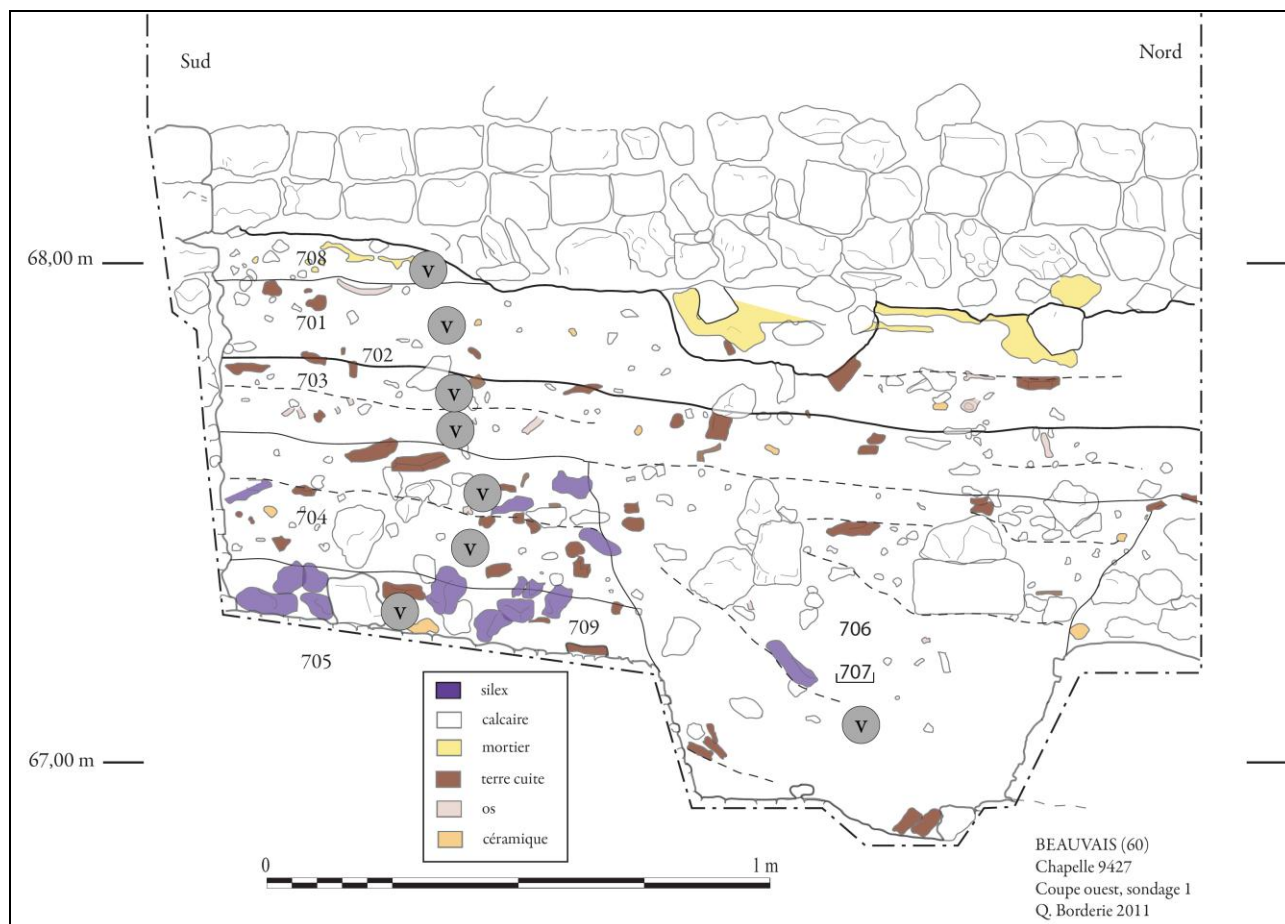 Sud
Nord
68,00 m
708
v
701
v
702
703
v
v
v
704
v
v
709
706
707
705
v
67,00 m
silex
calcaire
mortier
terre cuite
os
céramique
0
1 m
BEAUVAIS (60)
Chapelle 9427
Coupe ouest, sondage 1
Q. Borderie 2011